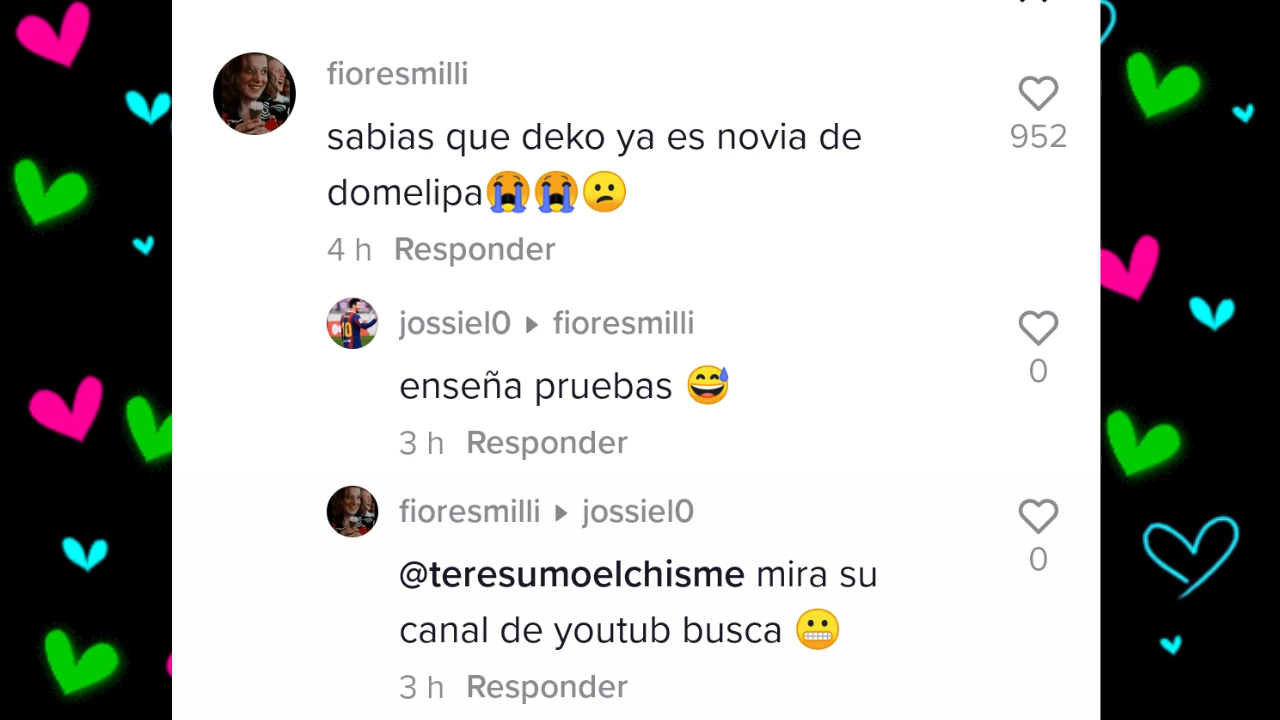 fioresmilli
sabias que deko ya es novia de
domelipa😭😭😕
952
4 h Responder
jossiel0 ▸ fioresmilli
enseña pruebas 😅
0
3 h Responder
fioresmilli ▸ jossiel0
@teresumoelchisme mira su
canal de youtub busca 😬
0
3 h Responder